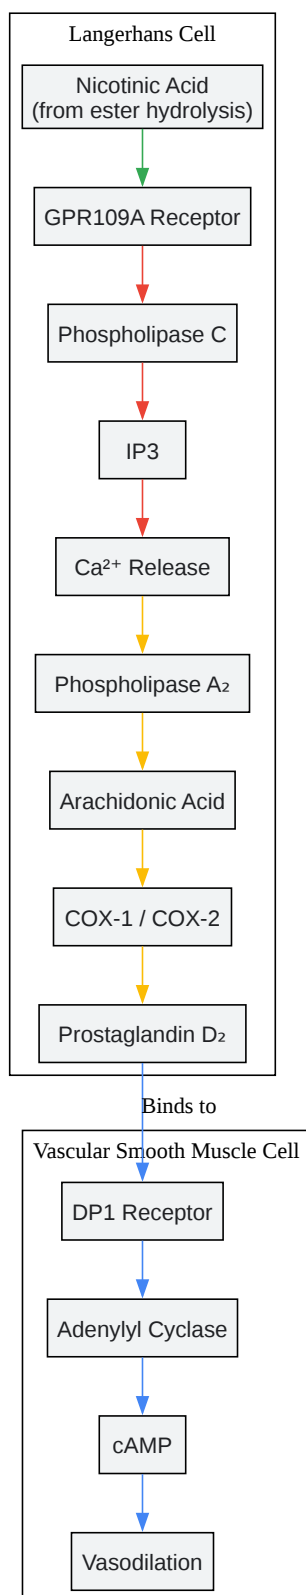 Langerhans Cell
Nicotinic Acid
(from ester hydrolysis)
GPR109A Receptor
Phospholipase C
IP3
Ca²⁺ Release
Phospholipase A₂
Arachidonic Acid
COX-1 / COX-2
Prostaglandin D₂
Binds to
Vascular Smooth Muscle Cell
DP1 Receptor
Adenylyl Cyclase
cAMP
Vasodilation